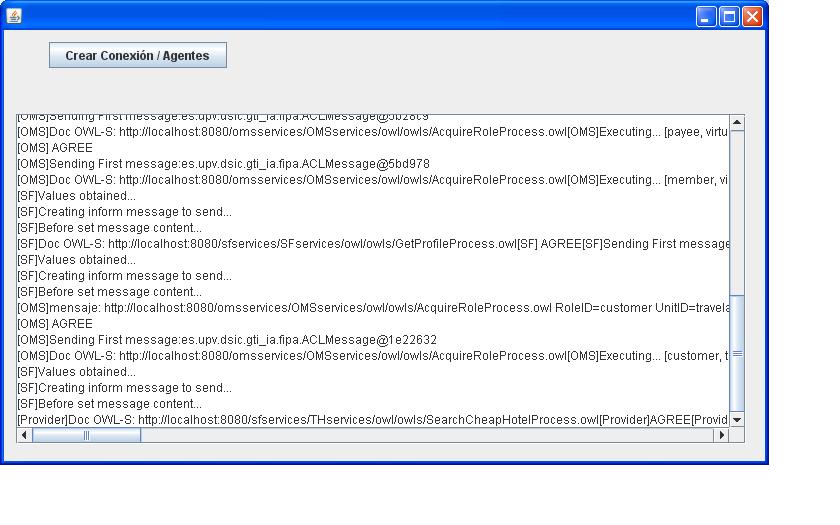 Crear Conexión / Agentes
[OMS]Sending First message:es.upv.dsic.gti_ia.fipa.ACLMessage@5b28c9
[OMS]Doc OWL-S: http://localhost:8080/omsservices/OMSservices/owl/owls/AcquireRoleProcess.owl[OMS]Executing... [payee, virtu
[OMS] AGREE
[OMS]Sending First message:es.upv.dsic.gti_ia.fipa.ACLMessage@5bd978
[OMS]Doc OWL-S: http://localhost:8080/omsservices/OMSservices/owl/owls/AcquireRoleProcess.owl[OMS]Executing... [member, vi
[SF]Values obtained...
[SF]Creating inform message to send...
[SF]Before set message content...
[SF]Doc OWL-S: http://localhost:8080/sfservices/SFservices/owl/owls/GetProfileProcess.owl[SF] AGREE[SF]Sending First message
[SF]Values obtained...
[SF]Creating inform message to send...
[SF]Before set message content...
[OMS]mensaje: http://localhost:8080/omsservices/OMSservices/owl/owls/AcquireRoleProcess.owl RoleID=customer UnitID=travela
[OMS] AGREE
[OMS]Sending First message:es.upv.dsic.gti_ia.fipa.ACLMessage@1e22632
[OMS]Doc OWL-S: http://localhost:8080/omsservices/OMSservices/owl/owls/AcquireRoleProcess.owl[OMS]Executing... [customer, t
[SF]Values obtained...
[SF]Creating inform message to send...
[SF]Before set message content...
[Provider]Doc OWL-S: http://localhost:8080/sfservices/THservices/owl/owls/SearchCheapHotelProcess.owl[Provider]AGREE[Provid